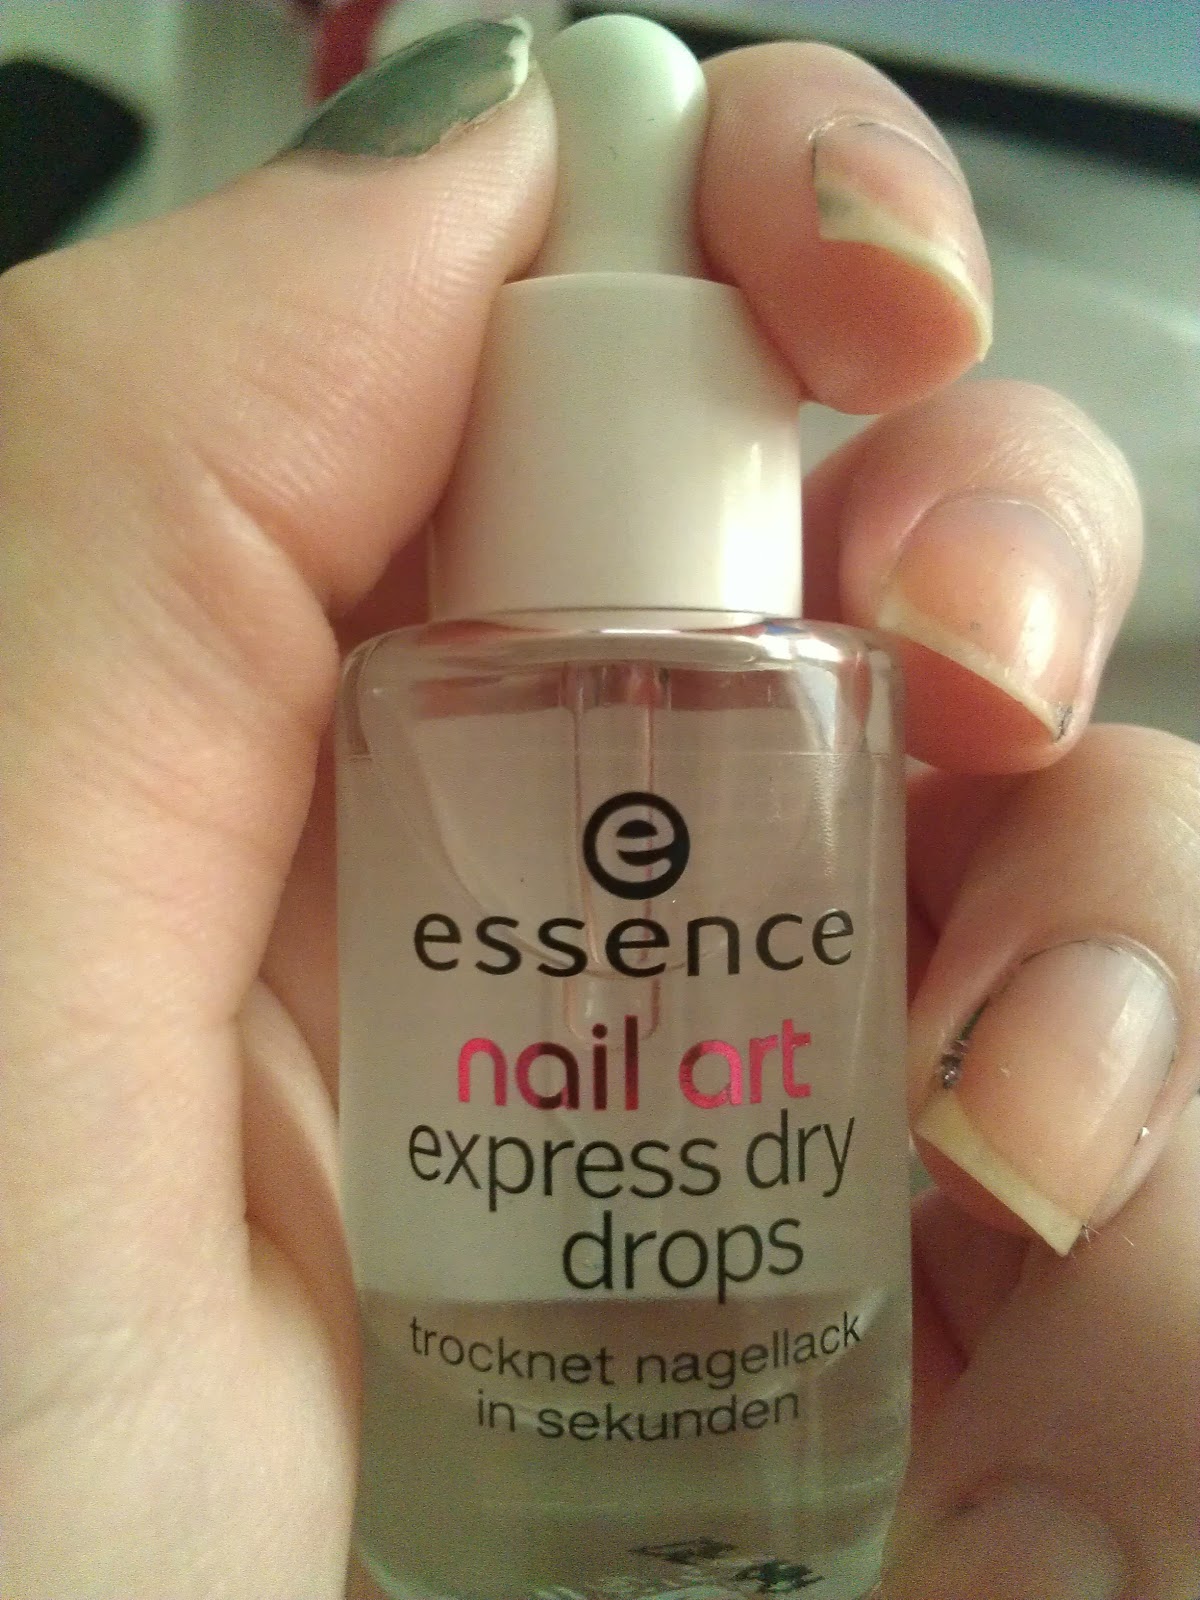 e
essence
nail art
express dry
drops
trocknet nagellack
in sekunden